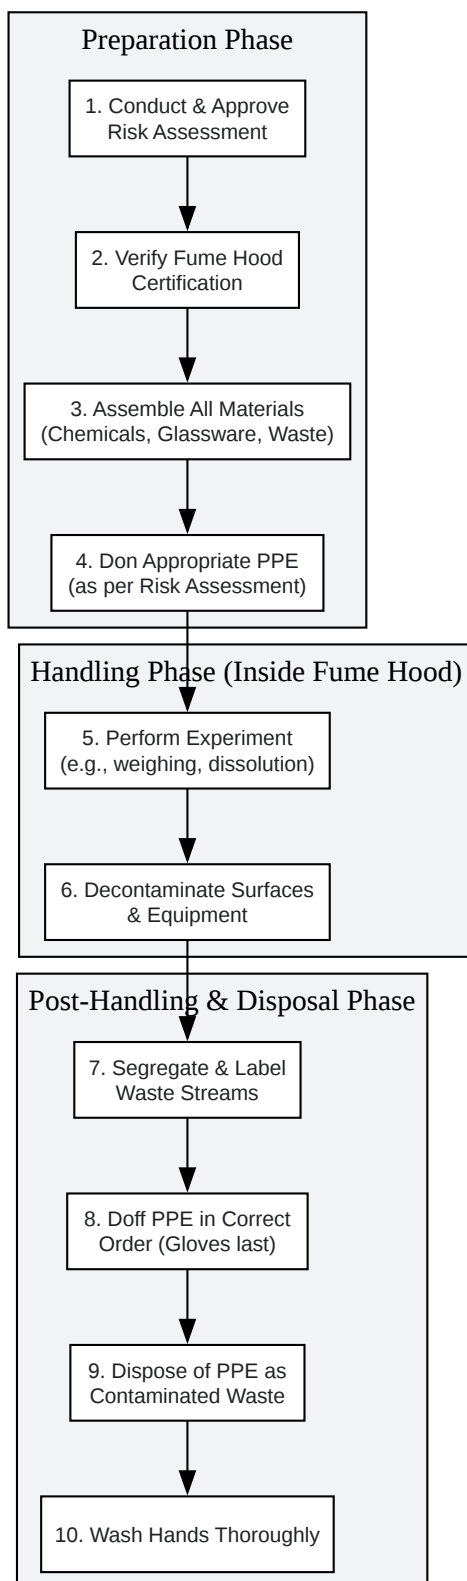 Preparation Phase
1. Conduct & Approve
Risk Assessment
2. Verify Fume Hood
Certification
3. Assemble All Materials
(Chemicals, Glassware, Waste)
4. Don Appropriate PPE
(as per Risk Assessment)
Handling Phase (Inside Fume Hood)
5. Perform Experiment
(e.g., weighing, dissolution)
6. Decontaminate Surfaces
& Equipment
Post-Handling & Disposal Phase
7. Segregate & Label
Waste Streams
8. Doff PPE in Correct
Order (Gloves last)
9. Dispose of PPE as
Contaminated Waste
10. Wash Hands Thoroughly